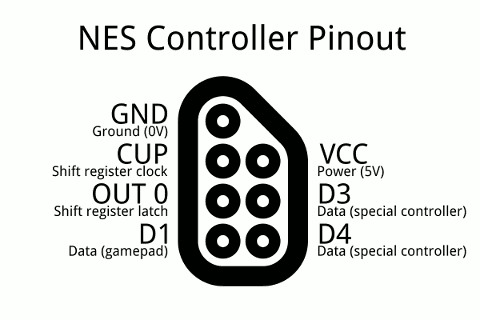 NES Controller Pinout
GND
Ground (0V)
CUP
Shift register clock
OUT 0
Shift register latch
D1
Data (gamepad)
VCC
Power (5V)
D3
Data (special controller)
D4
Data (special controller)